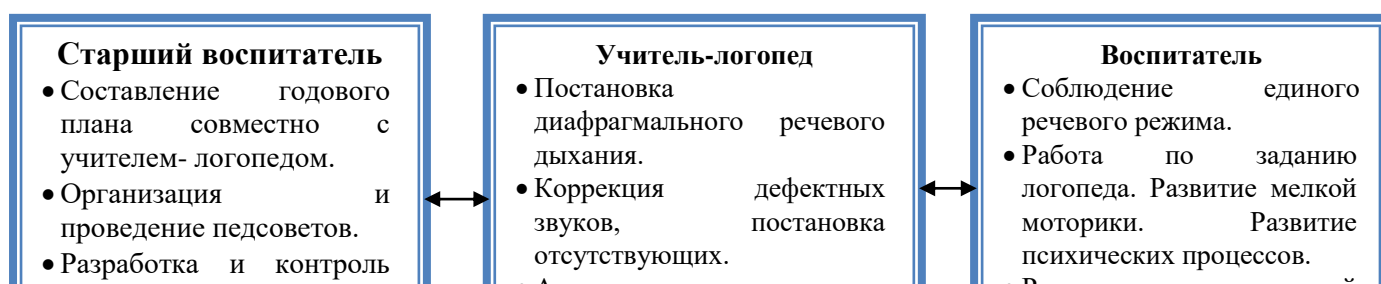 Старший воспитатель
• Составление годового
плана совместно с
учителем- логопедом.
• Организация и
проведение педсоветов.
• Разработка и контроль
Учитель-логопед
• Постановка
диафрагмального речевого
дыхания.
• Коррекция дефектных
звуков, постановка
отсутствующих.
Воспитатель
• Соблюдение единого
речевого режима.
• Работа по заданию
логопеда. Развитие мелкой
моторики. Развитие
психических процессов.